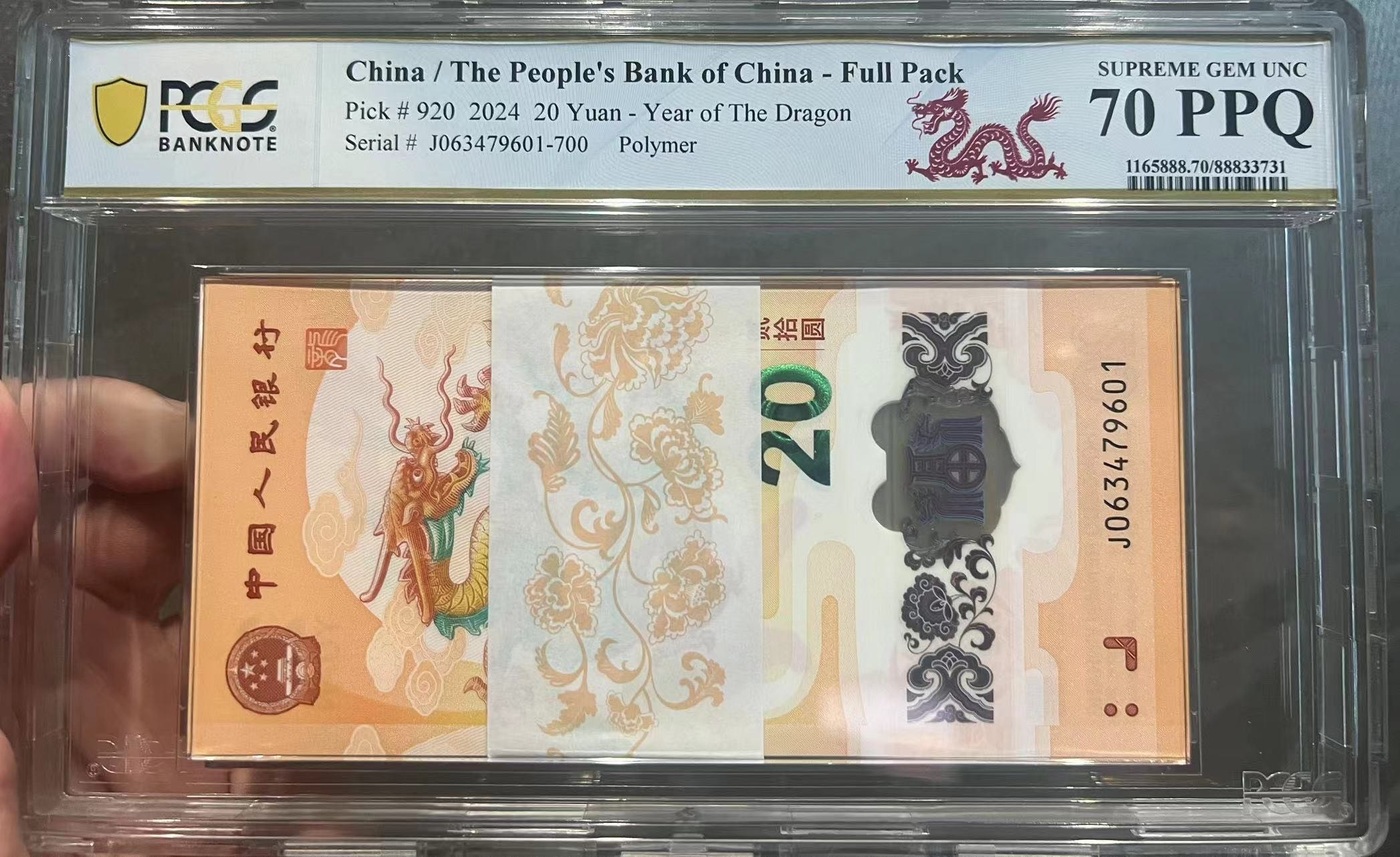 PCGS
BANKNOTE
China / The People's Bank of China - Full Pack
Pick # 920 2024 20 Yuan - Year of The Dragon
Serial # J063479601-700 Polymer
SUPREME GEM UNC
70 PPQ
1165888.70/88833731
中国人民银行
拾圓
20
J063479601
PCGS